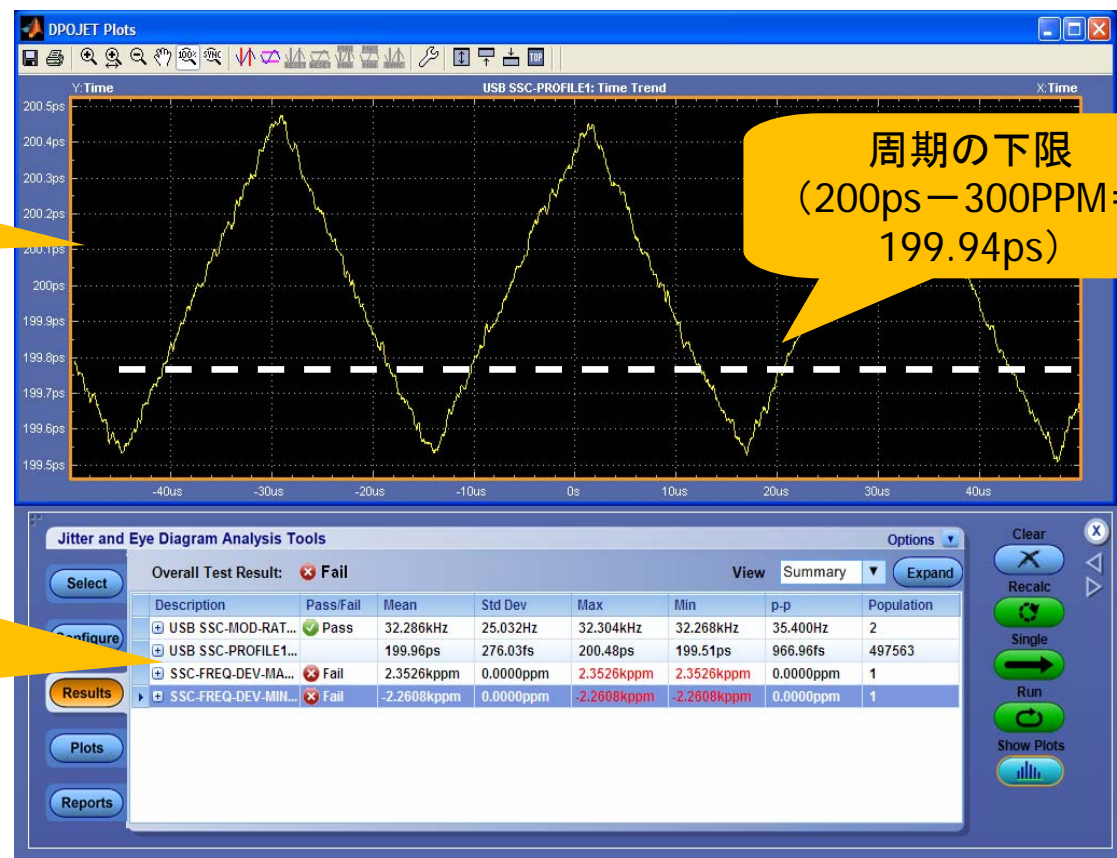 DPOJET Plots
100%
SYNC
TOP
Y:Time
USB SSC-PROFILE1: Time Trend
X:Time
200.5ps
200.4ps
200.3ps
200.2ps
200.1ps
200ps
199.9ps
199.8ps
199.7ps
199.6ps
199.5ps
-40us
-30us
-20us
-10us
0s
10us
20us
30us
40us
周期の下限
（200ps－300PPM=
199.94ps）
Jitter and Eye Diagram Analysis Tools
Options
Clear
X
Select
Overall Test Result: Fail
View Summary
Expand
Recalc
Description Pass/Fail Mean Std Dev Max Min p-p Population
USB SSC-MOD-RAT... Pass 32.286kHz 25.032Hz 32.304kHz 32.268kHz 35.400Hz 2
Configure
USB SSC-PROFILE1... 199.96ps 276.03fs 200.48ps 199.51ps 966.96fs 497563
Single
SSC-FREQ-DEV-MA... Fail 2.3526kppm 0.0000ppm 2.3526kppm 2.3526kppm 0.0000ppm 1
Results
SSC-FREQ-DEV-MIN... Fail -2.2608kppm 0.0000ppm -2.2608kppm -2.2608kppm 0.0000ppm 1
Run
Plots
Show Plots
Reports